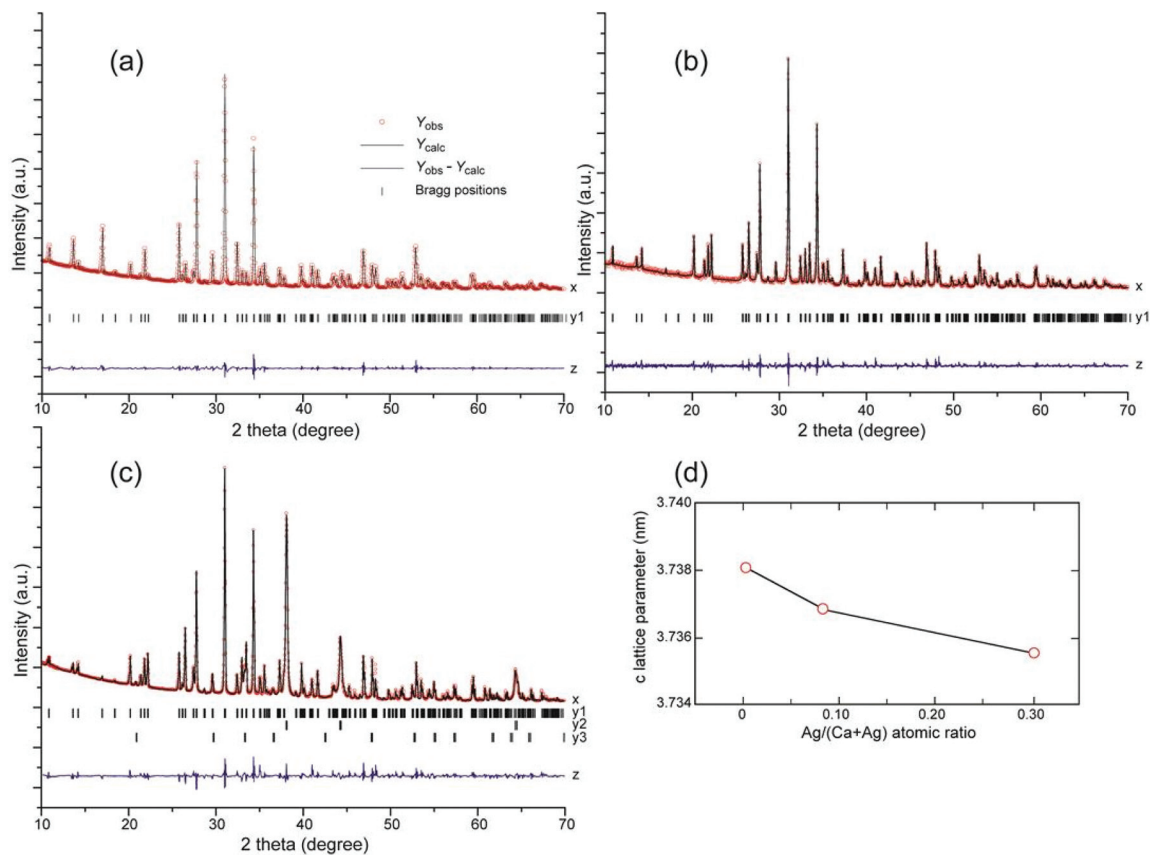 (a)
Intensity (a.u.)
Yobs
Ycalc
Yobs - Ycalc
Bragg positions
x
y1
z
10 20 30 40 50 60 70
2 theta (degree)
(b)
Intensity (a.u.)
x
y1
z
10 20 30 40 50 60 70
2 theta (degree)
(c)
Intensity (a.u.)
x
y1
y2
y3
z
10 20 30 40 50 60 70
2 theta (degree)
(d)
c lattice parameter (nm)
3.740
3.738
3.736
3.734
0 0.10 0.20 0.30
Ag/(Ca+Ag) atomic ratio